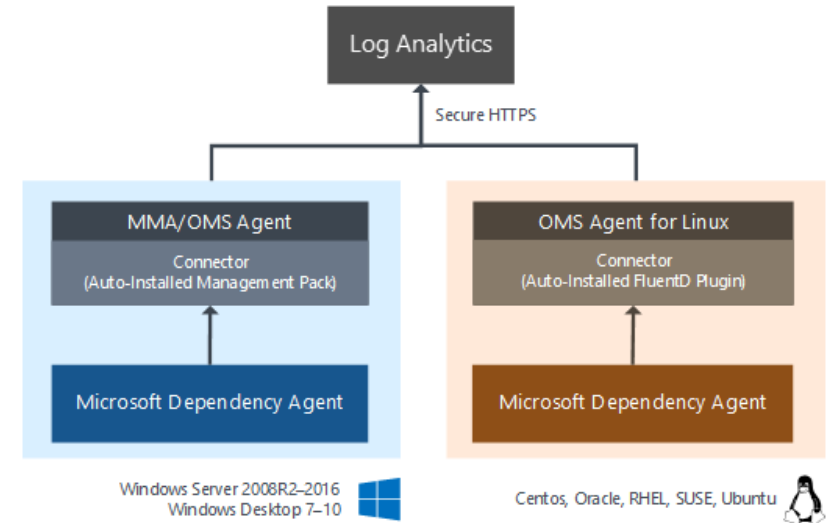 Log Analytics
Secure HTTPS
MMA/OMS Agent
Connector
(Auto-Installed Management Pack)
Microsoft Dependency Agent
Windows Server 2008R2–2016
Windows Desktop 7–10
OMS Agent for Linux
Connector
(Auto-Installed FluentD Plugin)
Microsoft Dependency Agent
Centos, Oracle, RHEL, SUSE, Ubuntu